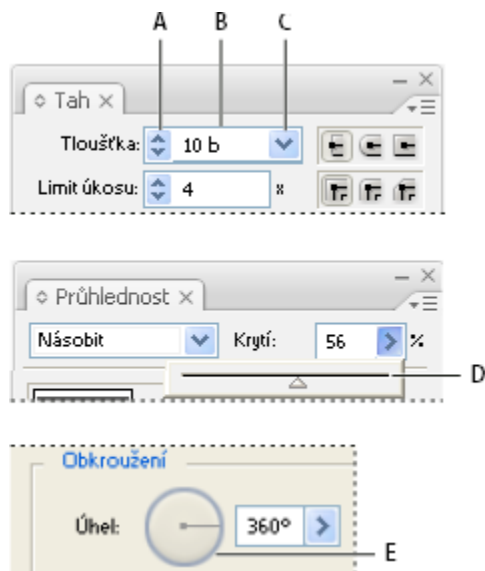 A B C
Tah
Tloušťka: 10 b
Limit úkosu: 4 x
Průhlednost
Násobit Krytí: 56 %
D
Obkroužení
Úhel: 360°
E